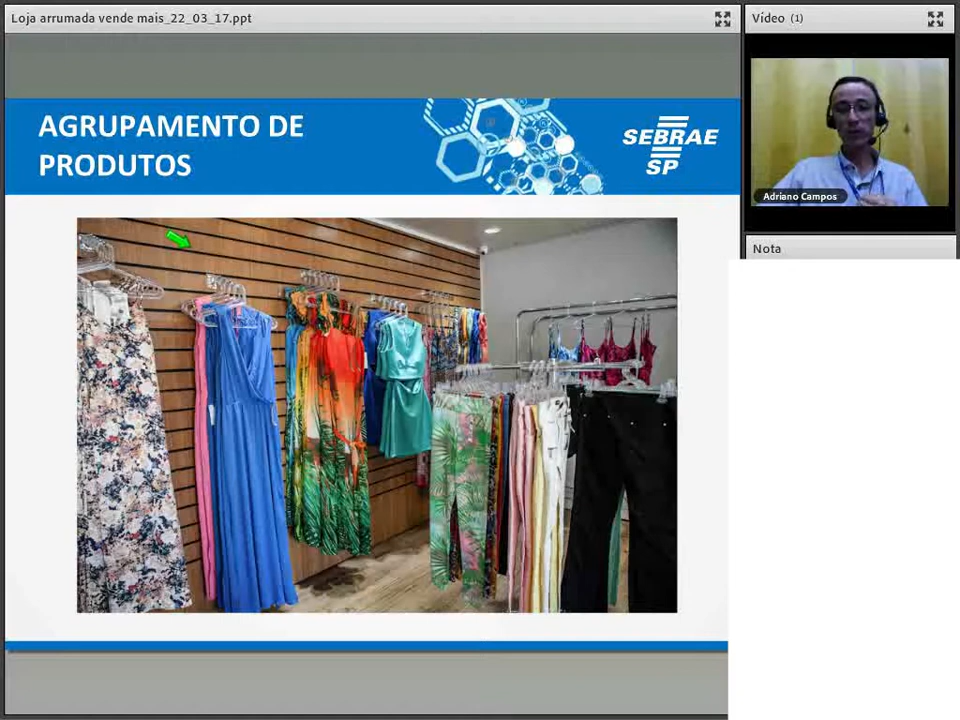 Loja arrumada vende mais_22_03_17.ppt
Vídeo (1)
AGRUPAMENTO DE
PRODUTOS
SEBRAE
SP
Adriano Campos
Nota